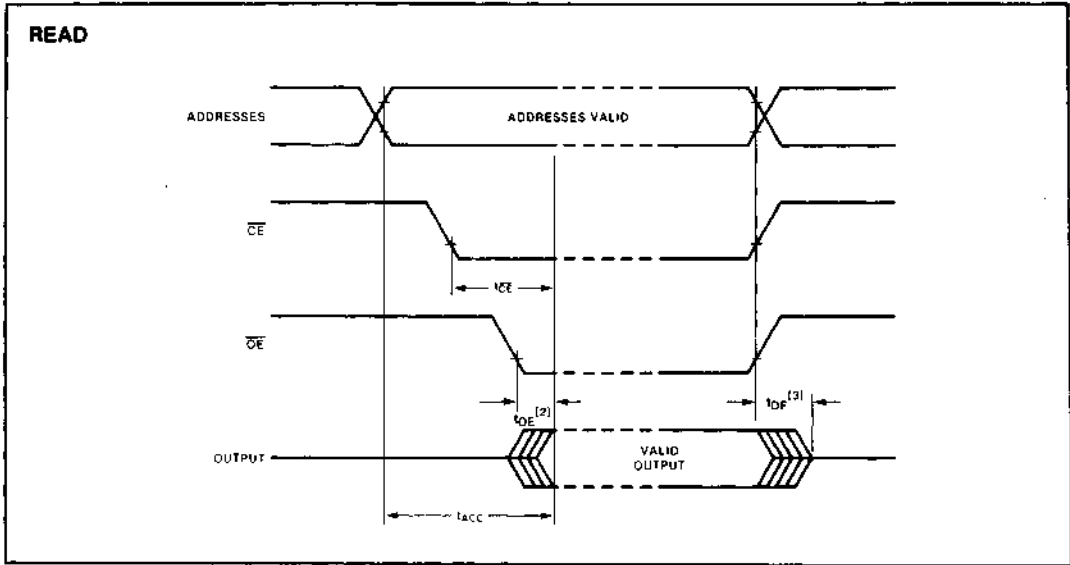 READ
ADDRESSES
ADDRESSES VALID
CE
tCE
OE
tOE[2]
tDF[3]
OUTPUT
VALID
OUTPUT
tACC